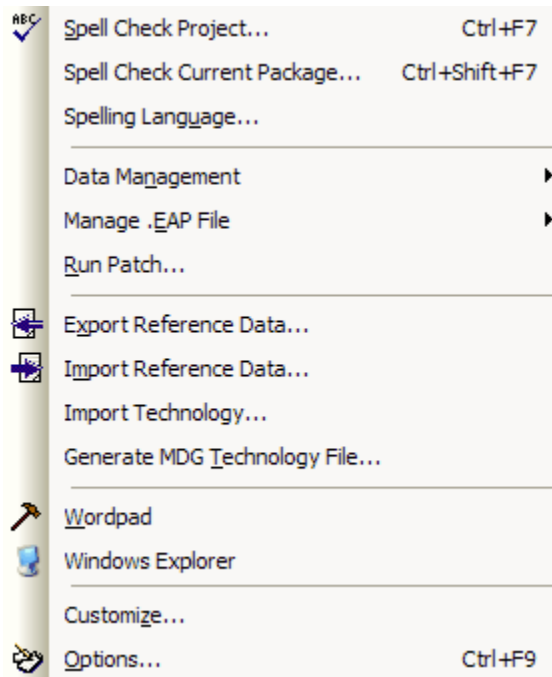 ABC
Spell Check Project... Ctrl+F7
Spell Check Current Package... Ctrl+Shift+F7
Spelling Language...
Data Management
Manage .EAP File
Run Patch...
Export Reference Data...
Import Reference Data...
Import Technology...
Generate MDG Technology File...
Wordpad
Windows Explorer
Customize...
Options... Ctrl+F9